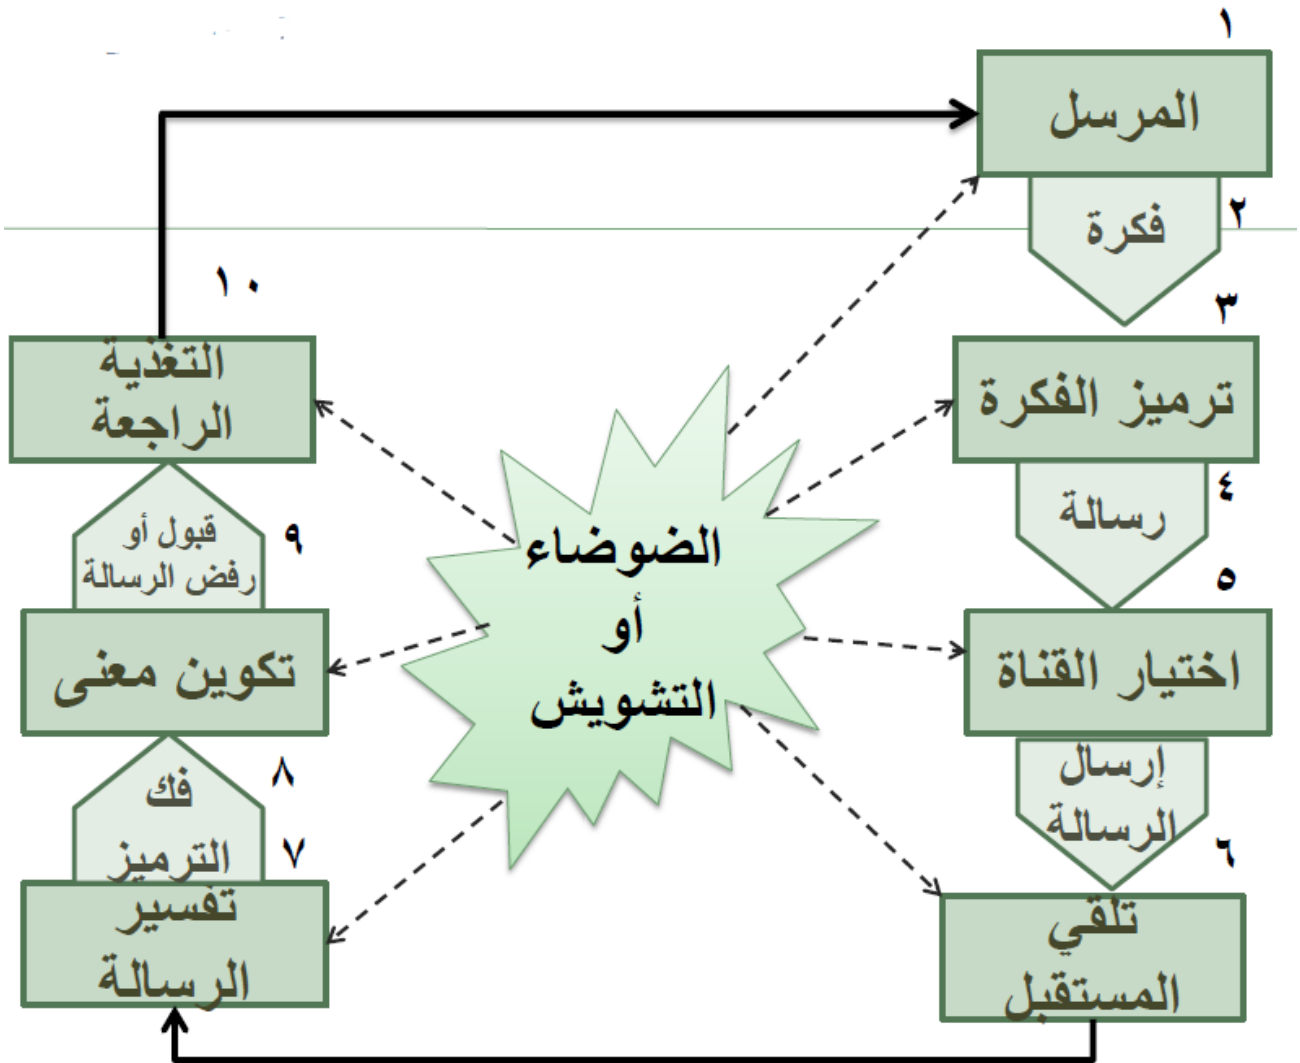 ١
المرسل
٢
فكرة
٣
ترميز الفكرة
٤
رسالة
٥
اختيار القناة
إرسال
الرسالة
٦
تلقي
المستقبل
٧
تفسير
الرسالة
٨
فك
الترميز
تكوين معنى
٩
قبول أو
رفض الرسالة
١٠
التغذية
الراجعة
الضوضاء
أو
التشويش